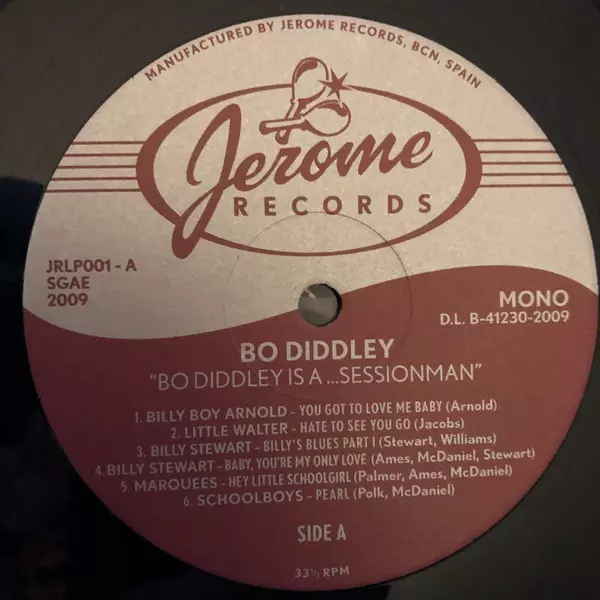 MANUFACTURED BY JEROME RECORDS, BCN, SPAIN
Jerome
RECORDS
JRLP001 - A
SGAE
2009
MONO
D.L. B-41230-2009
BO DIDDLEY
"BO DIDDLEY IS A ...SESSIONMAN"
1. BILLY BOY ARNOLD - YOU GOT TO LOVE ME BABY (Arnold)
2. LITTLE WALTER - HATE TO SEE YOU GO (Jacobs)
3. BILLY STEWART - BILLY'S BLUES PART I (Stewart, Williams)
4. BILLY STEWART - BABY, YOU'RE MY ONLY LOVE (Ames, McDaniel, Stewart)
5. MARQUEES - HEY LITTLE SCHOOLGIRL (Palmer, Ames, McDaniel)
6. SCHOOLBOYS - PEARL (Polk, McDaniel)
SIDE A
33⅓ RPM